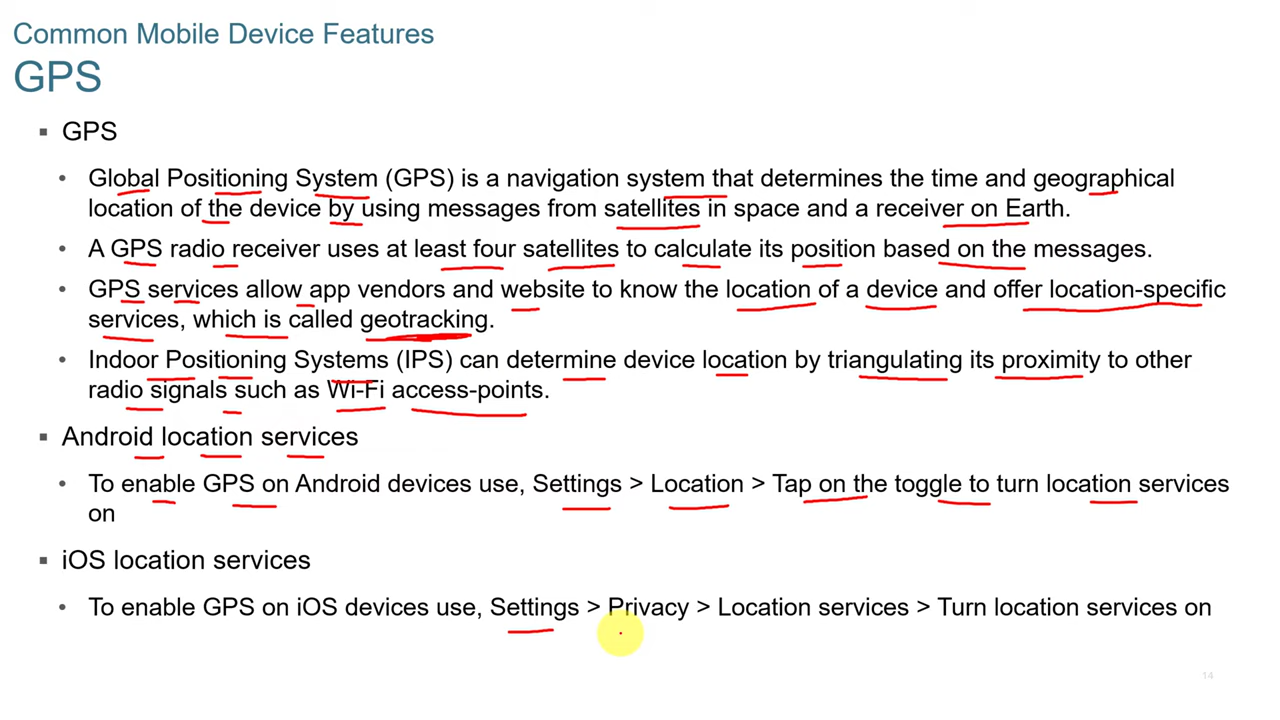 Common Mobile Device Features
GPS
▪ GPS
• Global Positioning System (GPS) is a navigation system that determines the time and geographical
location of the device by using messages from satellites in space and a receiver on Earth.
• A GPS radio receiver uses at least four satellites to calculate its position based on the messages.
• GPS services allow app vendors and website to know the location of a device and offer location-specific
services, which is called geotracking.
• Indoor Positioning Systems (IPS) can determine device location by triangulating its proximity to other
radio signals such as Wi-Fi access-points.
▪ Android location services
• To enable GPS on Android devices use, Settings > Location > Tap on the toggle to turn location services
on
▪ iOS location services
• To enable GPS on iOS devices use, Settings > Privacy > Location services > Turn location services on
14